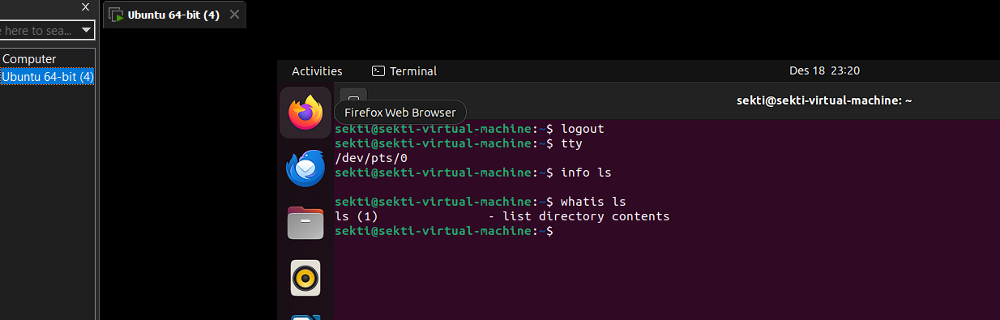 Ubuntu 64-bit (4)
here to sea...
Computer
Ubuntu 64-bit (4)
Activities
Terminal
Des 18 23:20
sekti@sekti-virtual-machine: ~
Firefox Web Browser
sekti@sekti-virtual-machine:~$ logout
sekti@sekti-virtual-machine:~$ tty
/dev/pts/0
sekti@sekti-virtual-machine:~$ info ls
sekti@sekti-virtual-machine:~$ whatis ls
ls (1)               - list directory contents
sekti@sekti-virtual-machine:~$